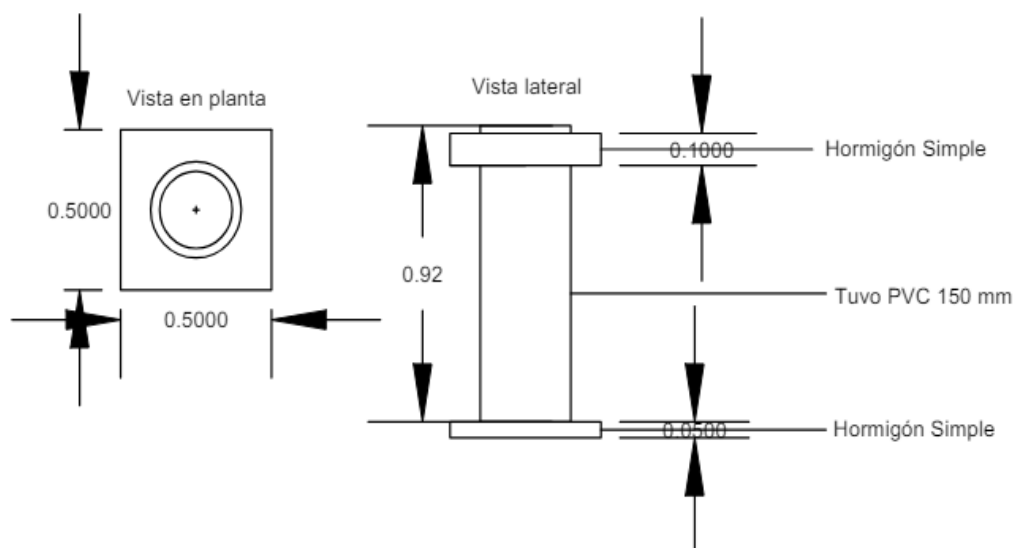 Vista en planta
0.5000
0.5000
Vista lateral
0.92
0.1000
Hormigón Simple
Tuvo PVC 150 mm
0.0500
Hormigón Simple